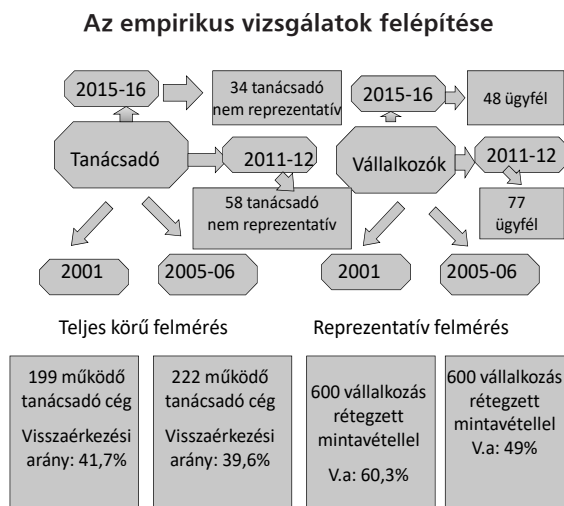 Az empirikus vizsgálatok felépítése
2015-16
34 tanácsadó
nem reprezentatív
2015-16
48 ügyfél
Tanácsadó
2011-12
Vállalkozók
2011-12
58 tanácsadó
nem reprezentatív
77
ügyfél
2001
2005-06
2001
2005-06
Teljes körű felmérés
Reprezentatív felmérés
199 működő
tanácsadó cég
Visszaérkezési
arány: 41,7%
222 működő
tanácsadó cég
Visszaérkezési
arány: 39,6%
600 vállalkozás
rétegzett
mintavétellel
V.a: 60,3%
600 vállalkozás
rétegzett
mintavétellel
V.a: 49%